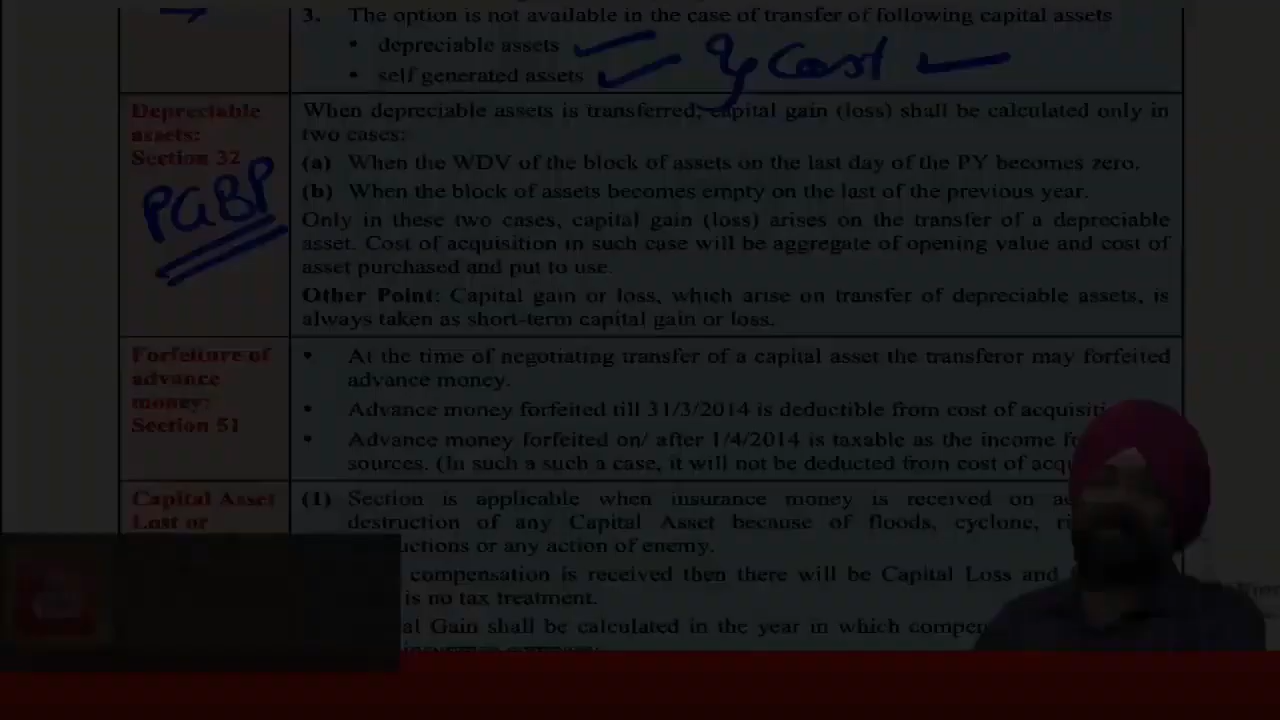 3. The option is not available in the case of transfer of following capital assets
• depreciable assets
• self generated assets
Cost
Depreciable assets: Section 32
PGBP
When depreciable assets is transferred, capital gain (loss) shall be calculated only in
two cases:
(a) When the WDV of the block of assets on the last day of the PY becomes zero.
(b) When the block of assets becomes empty on the last of the previous year.
Only in these two cases, capital gain (loss) arises on the transfer of a depreciable
asset. Cost of acquisition in such case will be aggregate of opening value and cost of
asset purchased and put to use.
Other Point: Capital gain or loss, which arise on transfer of depreciable assets, is
always taken as short-term capital gain or loss.
Forfeiture of
advance
money:
Section 51
• At the time of negotiating transfer of a capital asset the transferor may forfeited
advance money.
• Advance money forfeited till 31/3/2014 is deductible from cost of
• Advance money forfeited on/ after 1/4/2014 is taxable as the income
sources. (In such a such a case, it will not be deducted from cost of
Capital Asset
Lost or
(1) Section is applicable when insurance money is received on
destruction of any Capital Asset because of floods, cyclone,
or any action of enemy.
compensation is received then there will be Capital Loss and
is no tax treatment.
Gain shall be calculated in the year in which